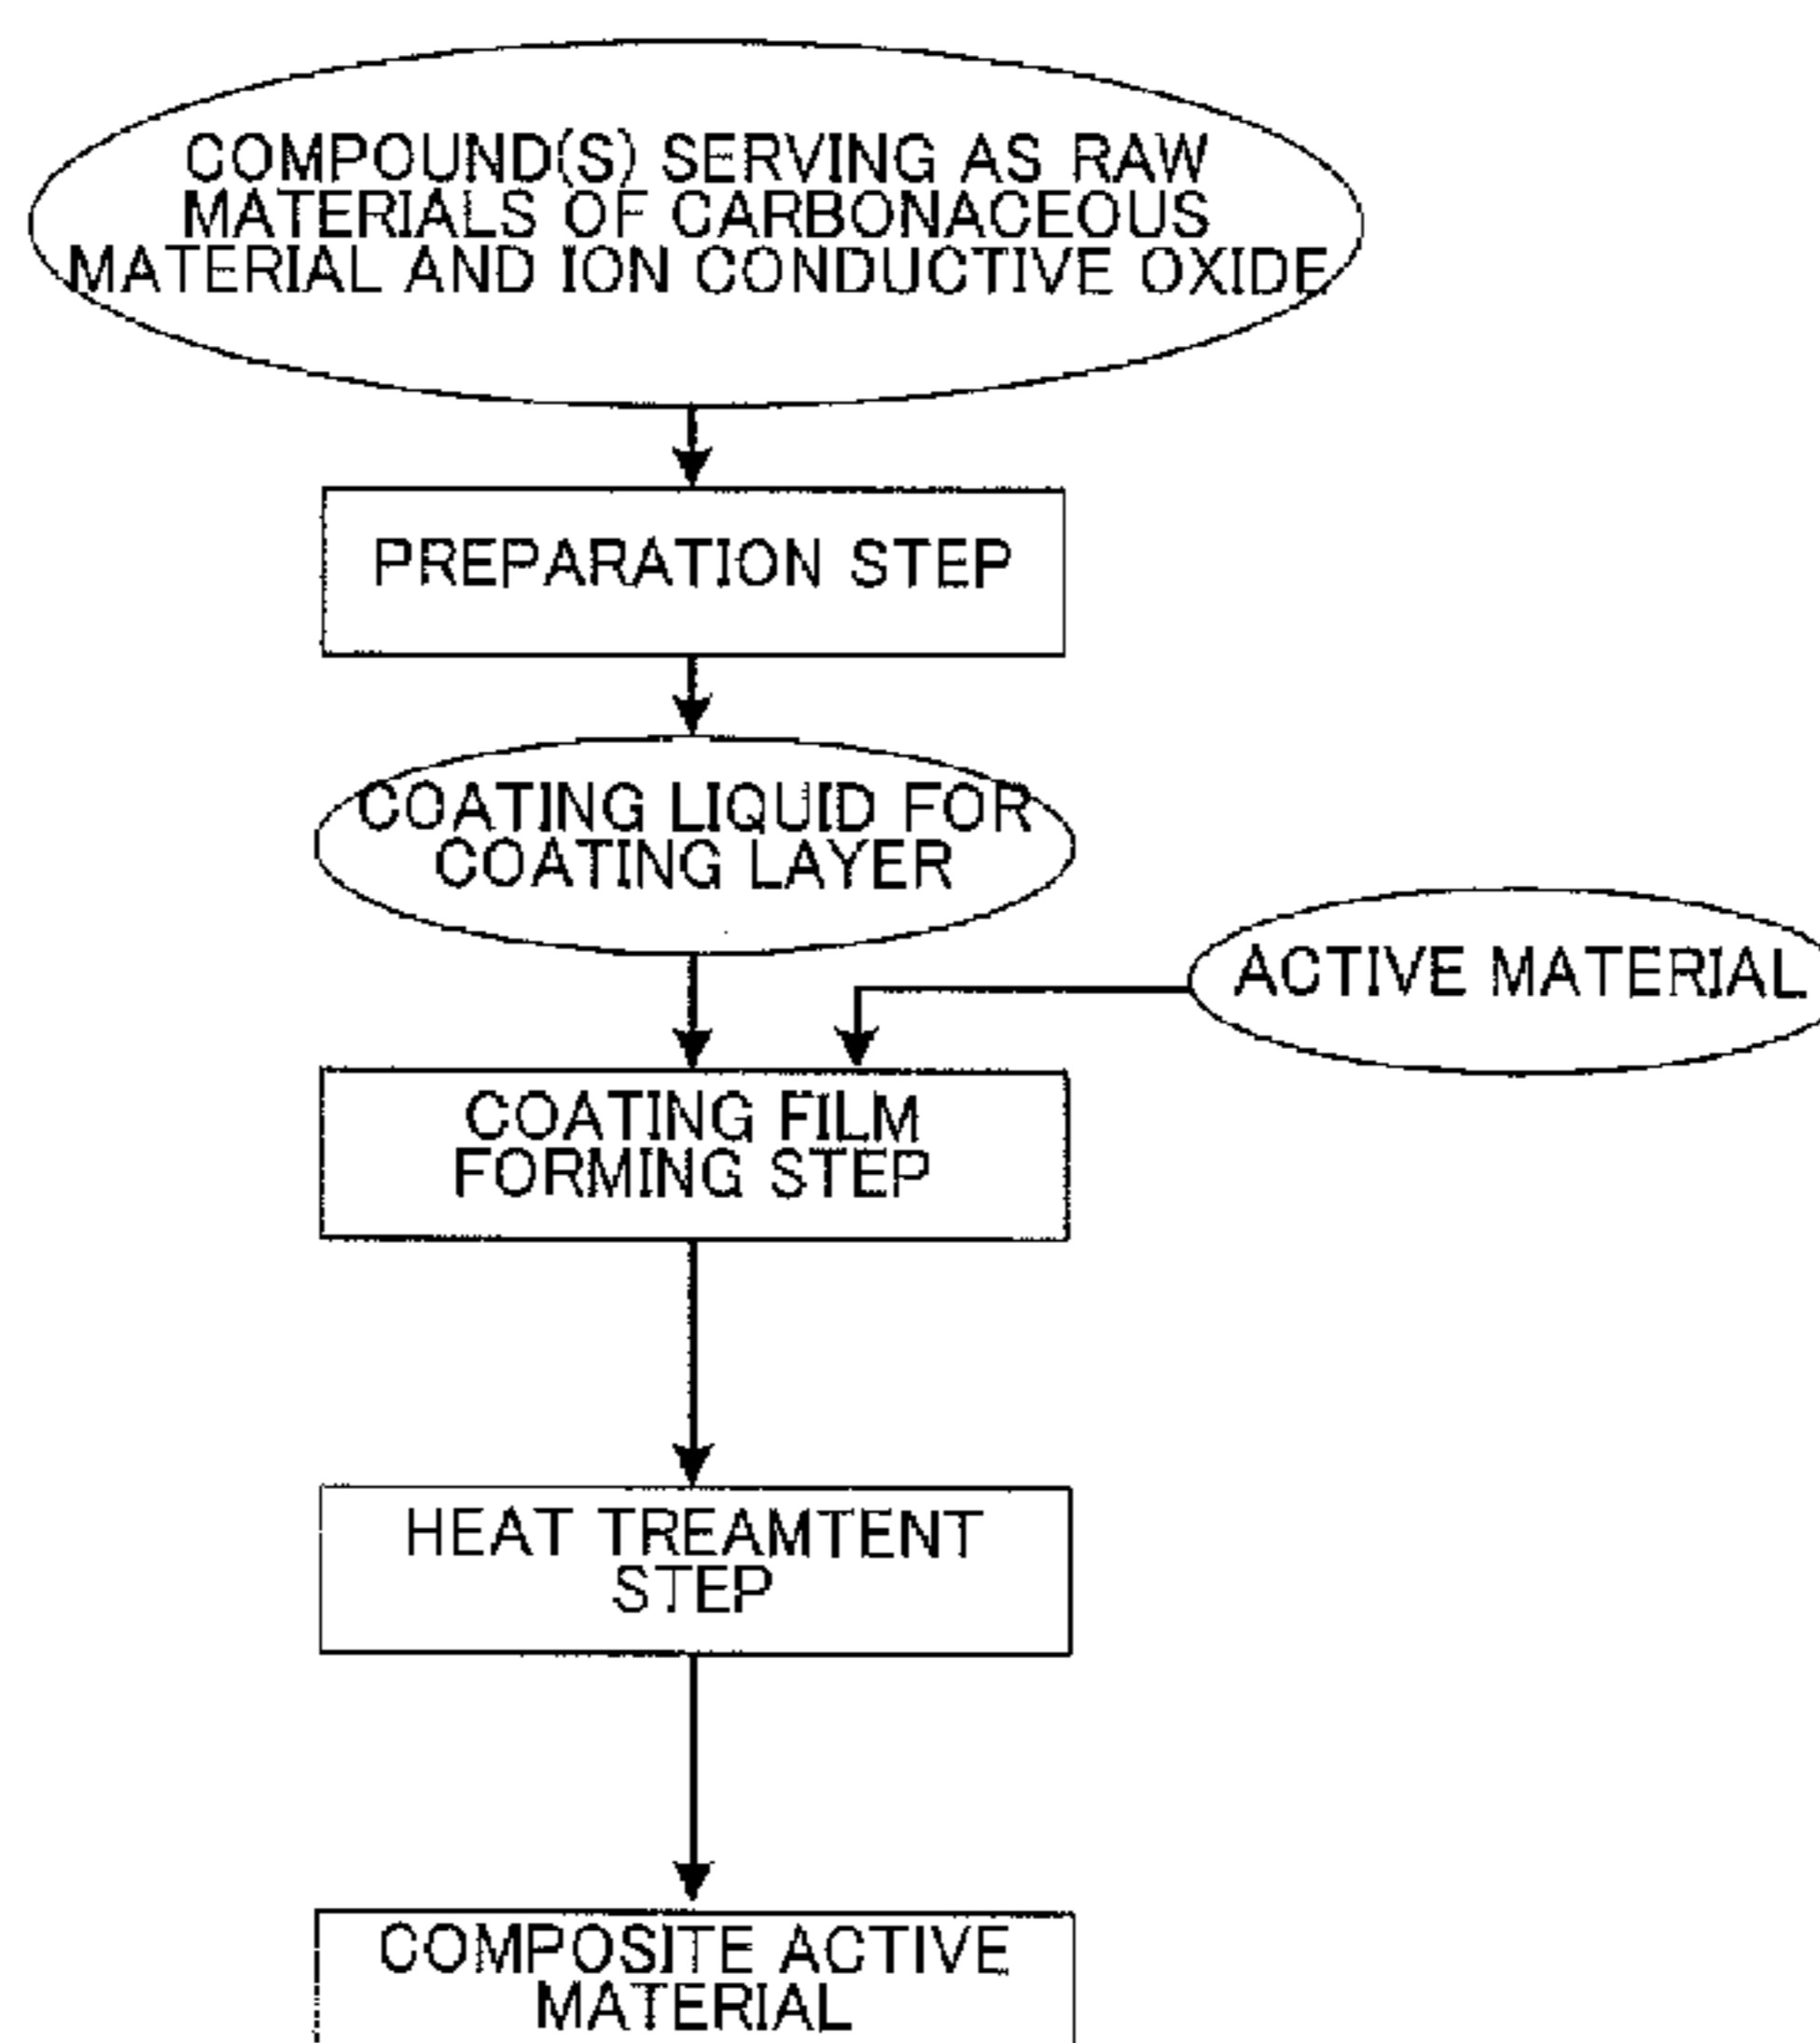 COMPOUND(S) SERVING AS RAW
MATERIALS OF CARBONACEOUS
MATERIAL AND ION CONDUCTIVE OXIDE
PREPARATION STEP
COATING LIQUID FOR
COATING LAYER
ACTIVE MATERIAL
COATING FILM
FORMING STEP
HEAT TREAMTENT
STEP
COMPOSITE ACTIVE
MATERIAL